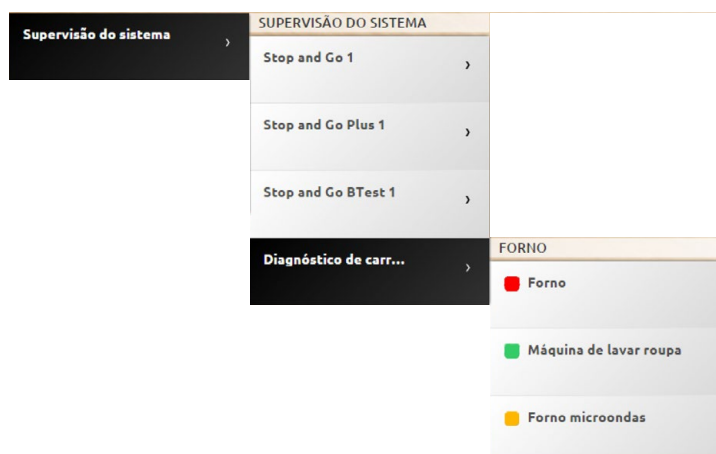 Supervisão do sistema
SUPERVISÃO DO SISTEMA
Stop and Go 1
Stop and Go Plus 1
Stop and Go BTest 1
Diagnóstico de carr...
FORNO
Forno
Máquina de lavar roupa
Forno microondas